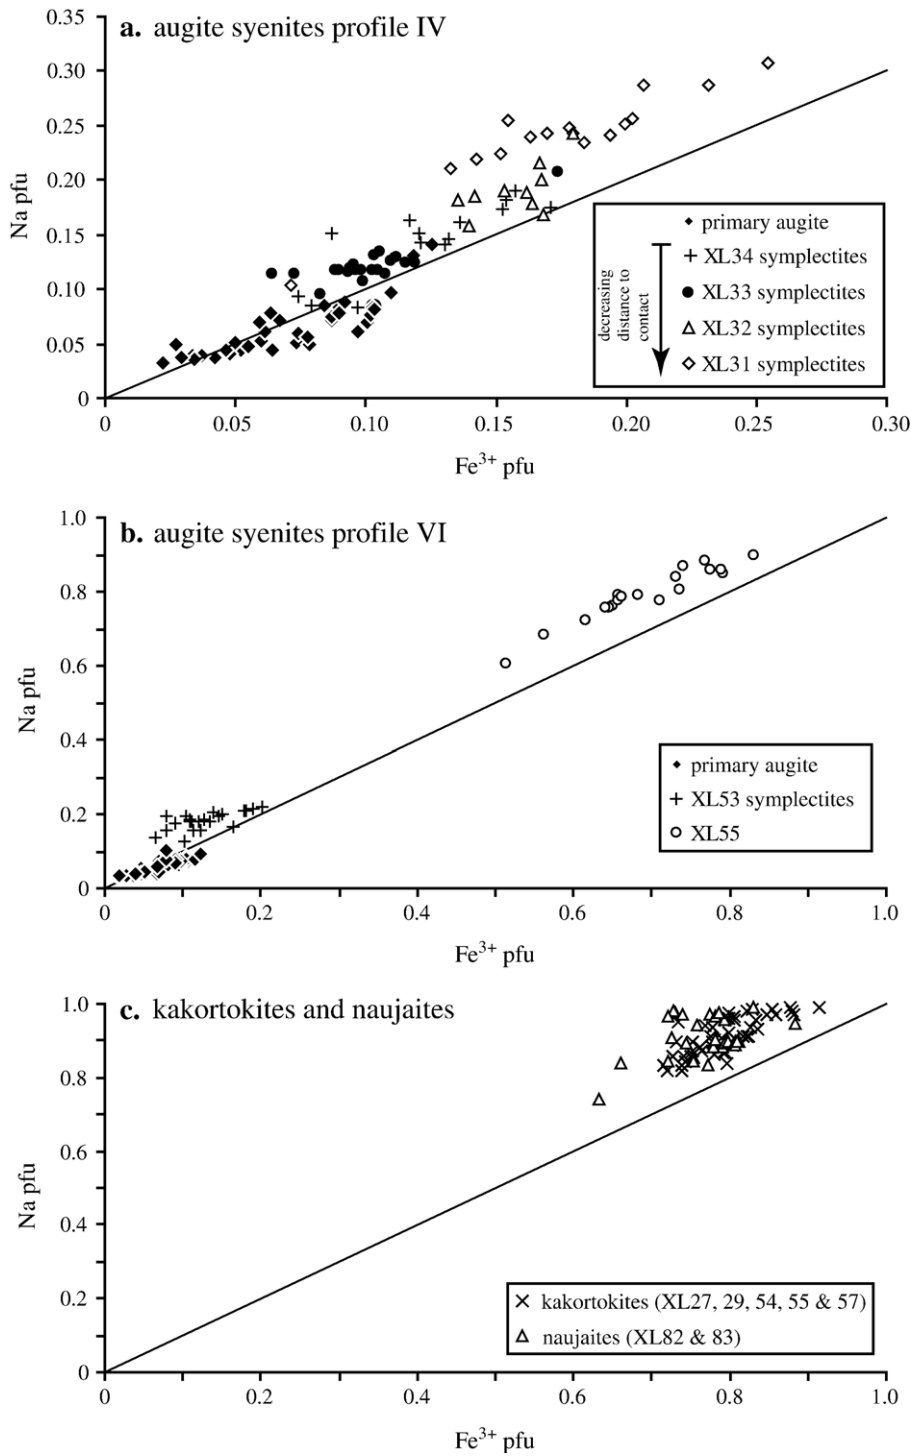 a. augite syenites profile IV
0.35
0.30
0.25
0.20
0.15
0.10
0.05
0
Na pfu
0
0.05
0.10
0.15
0.20
0.25
0.30
Fe³⁺ pfu
primary augite
XL34 symplectites
XL33 symplectites
XL32 symplectites
XL31 symplectites
decreasing
distance to
contact
b. augite syenites profile VI
1.0
0.8
0.6
0.4
0.2
0
Na pfu
0
0.2
0.4
0.6
0.8
1.0
Fe³⁺ pfu
primary augite
XL53 symplectites
XL55
c. kakortokites and naujaites
1.0
0.8
0.6
0.4
0.2
0
Na pfu
0
0.2
0.4
0.6
0.8
1.0
Fe³⁺ pfu
kakortokites (XL27, 29, 54, 55 & 57)
naujaites (XL82 & 83)